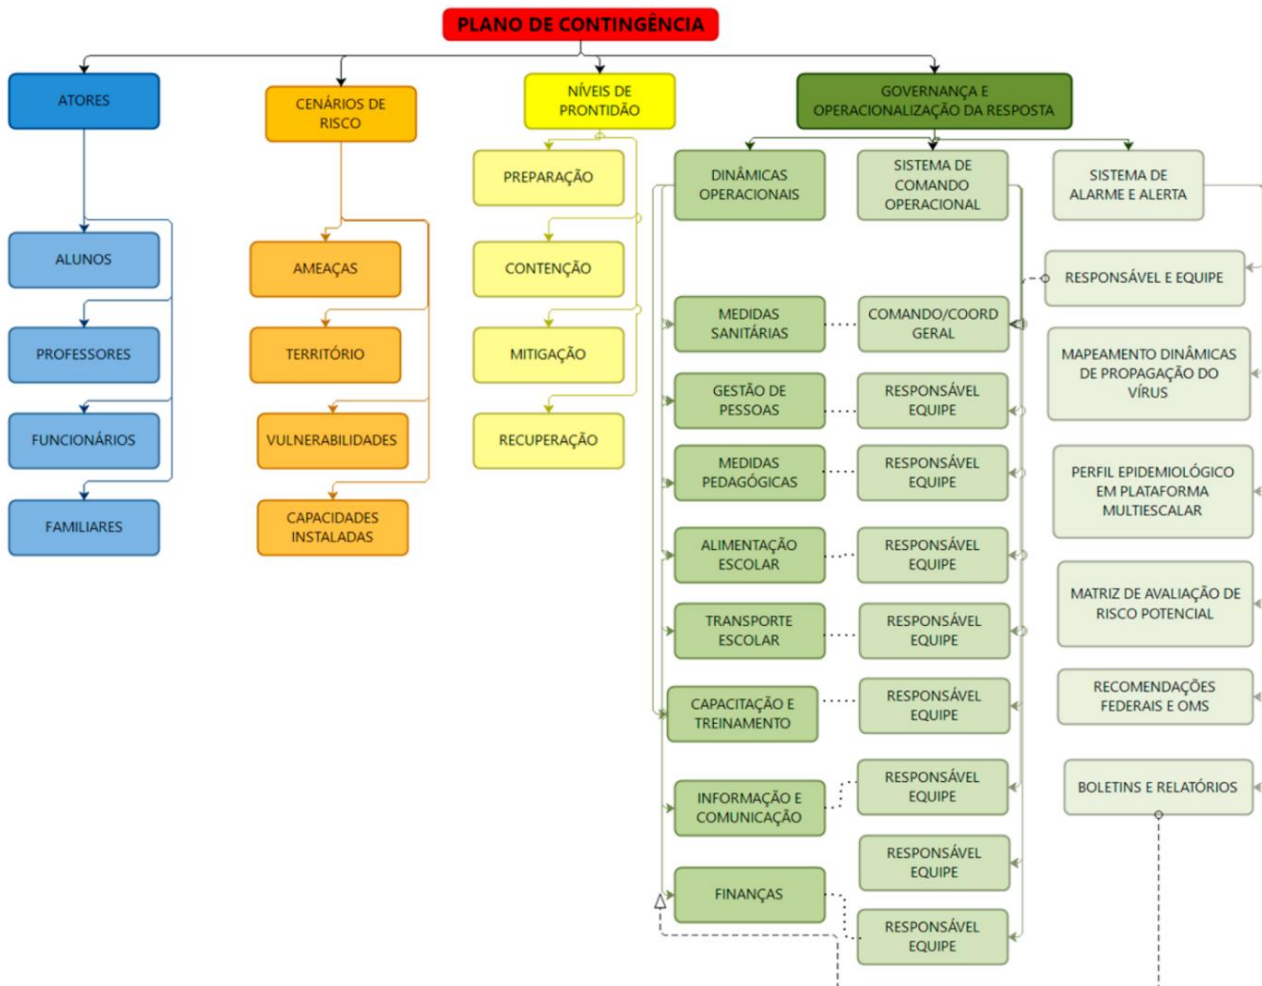 PLANO DE CONTINGÊNCIA
ATORES
ALUNOS
PROFESSORES
FUNCIONÁRIOS
FAMILIARES
CENÁRIOS DE
RISCO
AMEAÇAS
TERRITÓRIO
VULNERABILIDADES
CAPACIDADES
INSTALADAS
NÍVEIS DE
PRONTIDÃO
PREPARAÇÃO
CONTENÇÃO
MITIGAÇÃO
RECUPERAÇÃO
GOVERNANÇA E
OPERACIONALIZAÇÃO DA RESPOSTA
DINÂMICAS
OPERACIONAIS
MEDIDAS
SANITÁRIAS
GESTÃO DE
PESSOAS
MEDIDAS
PEDAGÓGICAS
ALIMENTAÇÃO
ESCOLAR
TRANSPORTE
ESCOLAR
CAPACITAÇÃO E
TREINAMENTO
INFORMAÇÃO E
COMUNICAÇÃO
FINANÇAS
SISTEMA DE
COMANDO
OPERACIONAL
COMANDO/COORD
GERAL
RESPONSÁVEL
EQUIPE
RESPONSÁVEL
EQUIPE
RESPONSÁVEL
EQUIPE
RESPONSÁVEL
EQUIPE
RESPONSÁVEL
EQUIPE
RESPONSÁVEL
EQUIPE
RESPONSÁVEL
EQUIPE
RESPONSÁVEL
EQUIPE
SISTEMA DE
ALARME E ALERTA
RESPONSÁVEL E EQUIPE
MAPEAMENTO DINÂMICAS
DE PROPAGAÇÃO DO
VÍRUS
PERFIL EPIDEMIOLÓGICO
EM PLATAFORMA
MULTIESCALAR
MATRIZ DE AVALIAÇÃO DE
RISCO POTENCIAL
RECOMENDAÇÕES
FEDERAIS E OMS
BOLETINS E RELATÓRIOS